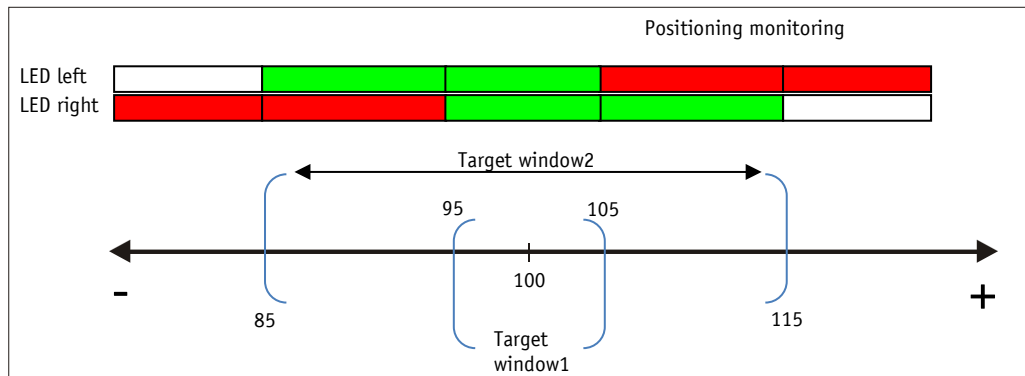 Positioning monitoring
LED left
LED right
Target window2
95
105
100
-
+
85
115
Target
window1